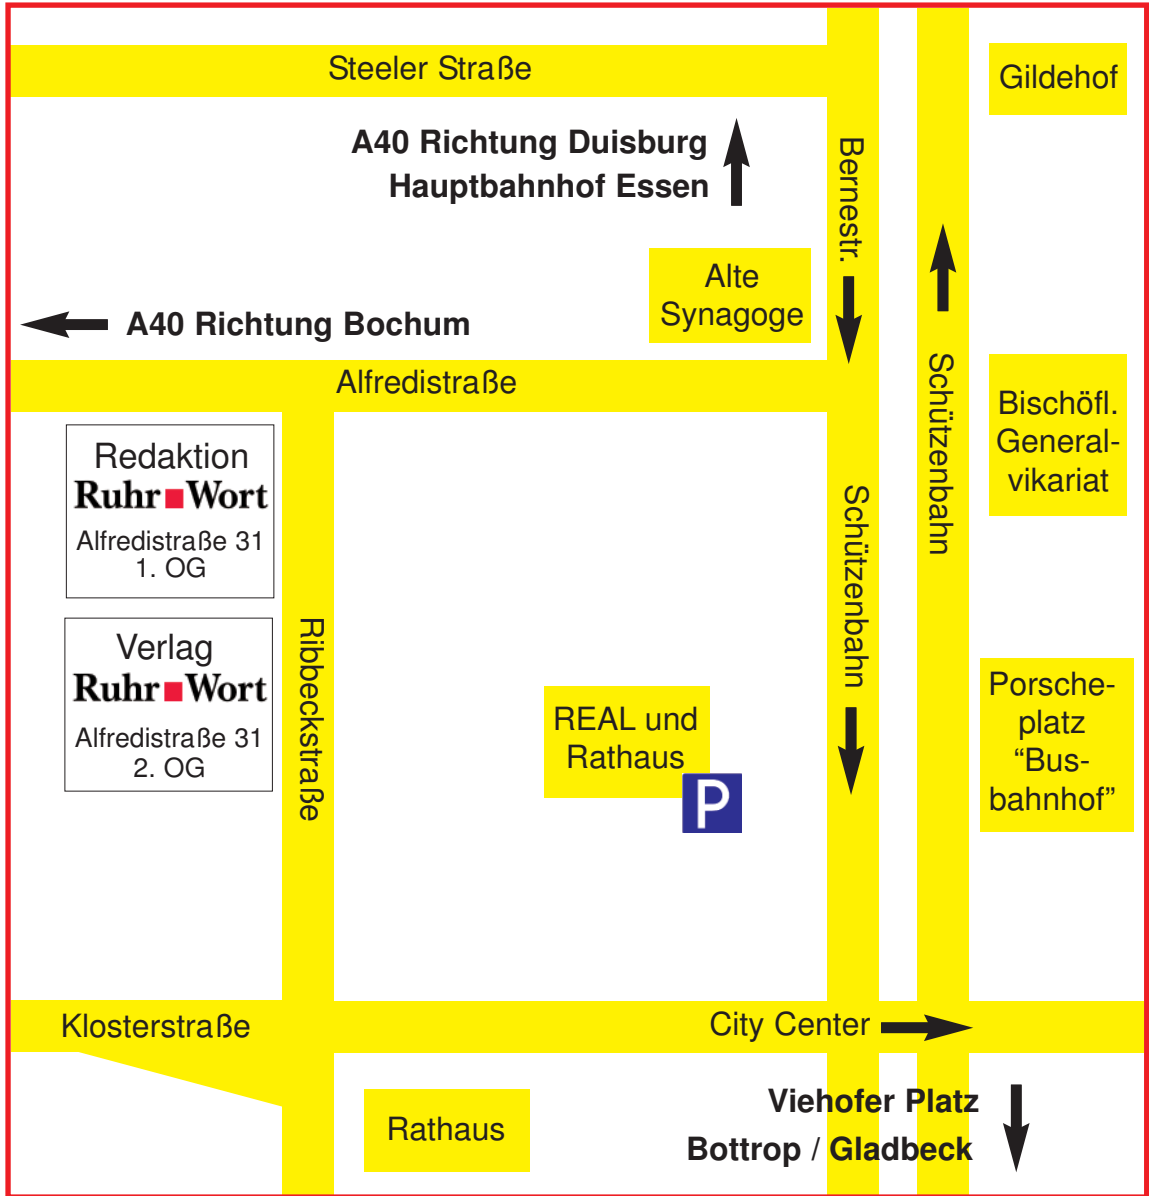 Steeler Straße
Gildehof
A40 Richtung Duisburg
Hauptbahnhof Essen
Bernestr.
Alte
Synagoge
A40 Richtung Bochum
Alfredistraße
Schützenbahn
Bischöfl.
General-
vikariat
Redaktion
Ruhr Wort
Alfredistraße 31
1. OG
Schützenbahn
Verlag
Ruhr Wort
Alfredistraße 31
2. OG
Ribbeckstraße
REAL und
Rathaus
P
Porsche-
platz
“Bus-
bahnhof”
Klosterstraße
City Center
Rathaus
Viehofer Platz
Bottrop / Gladbeck